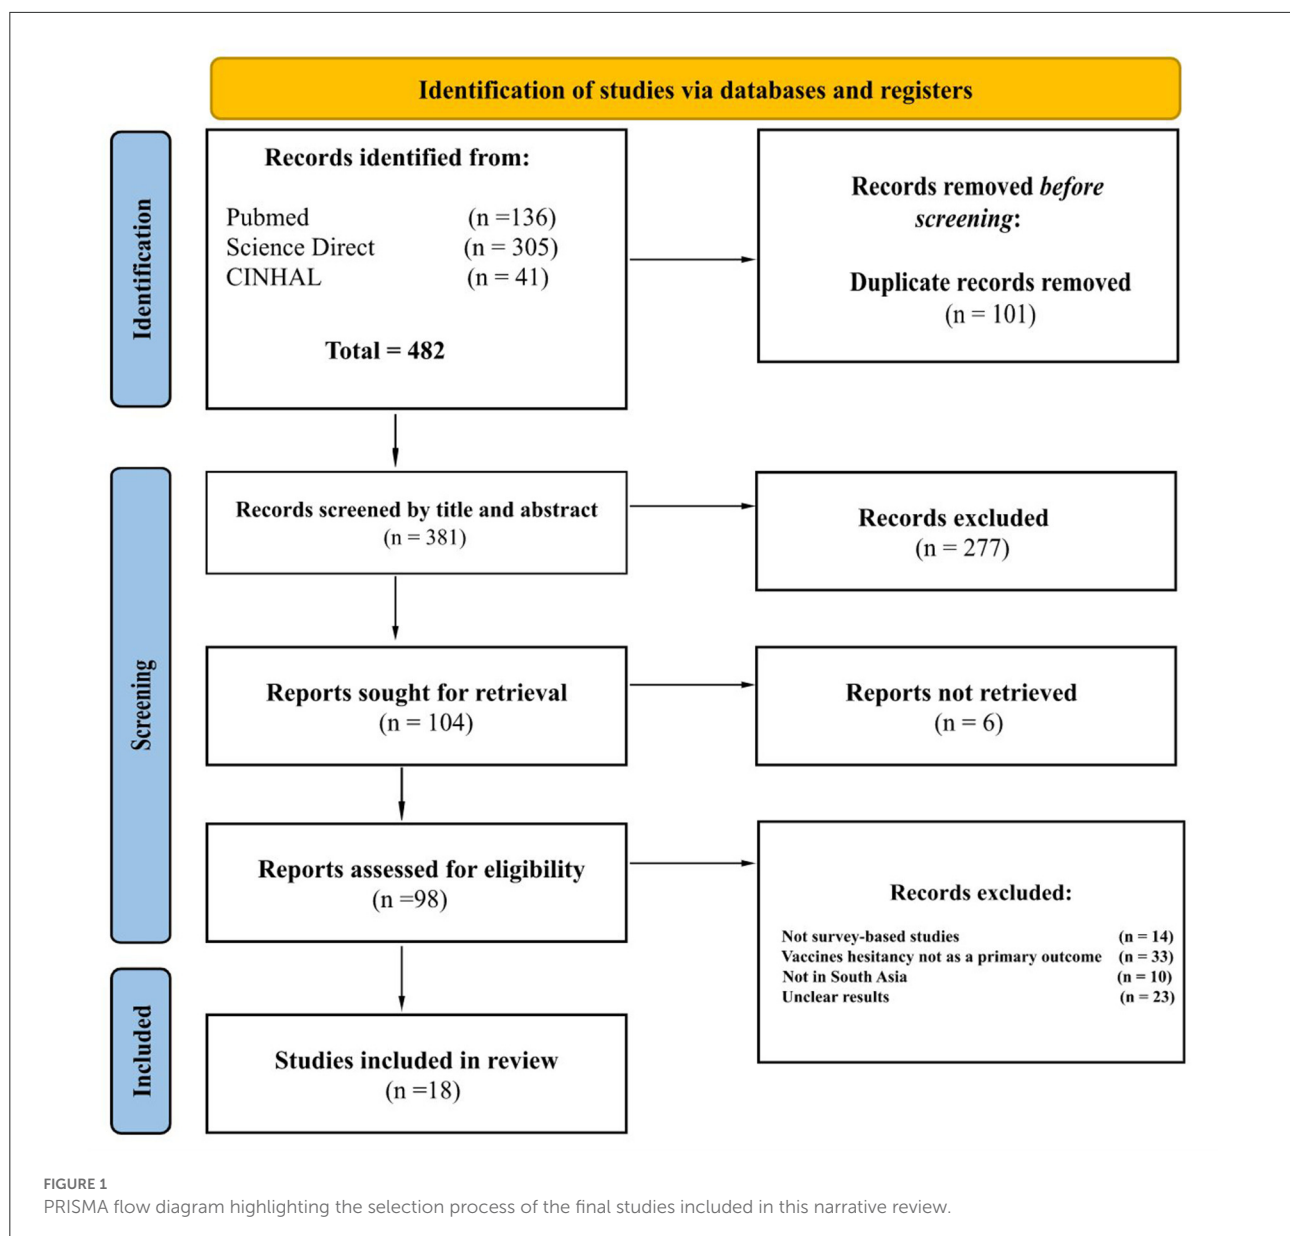 Identification of studies via databases and registers
Identification
Records identified from:
Pubmed (n =136)
Science Direct (n = 305)
CINHAL (n = 41)
Total = 482
Records removed before
screening:
Duplicate records removed
(n = 101)
Screening
Records screened by title and abstract
(n = 381)
Records excluded
(n = 277)
Reports sought for retrieval
(n = 104)
Reports not retrieved
(n = 6)
Reports assessed for eligibility
(n =98)
Records excluded:
Not survey-based studies (n = 14)
Vaccines hesitancy not as a primary outcome (n = 33)
Not in South Asia (n = 10)
Unclear results (n = 23)
Included
Studies included in review
(n =18)
FIGURE 1
PRISMA flow diagram highlighting the selection process of the final studies included in this narrative review.